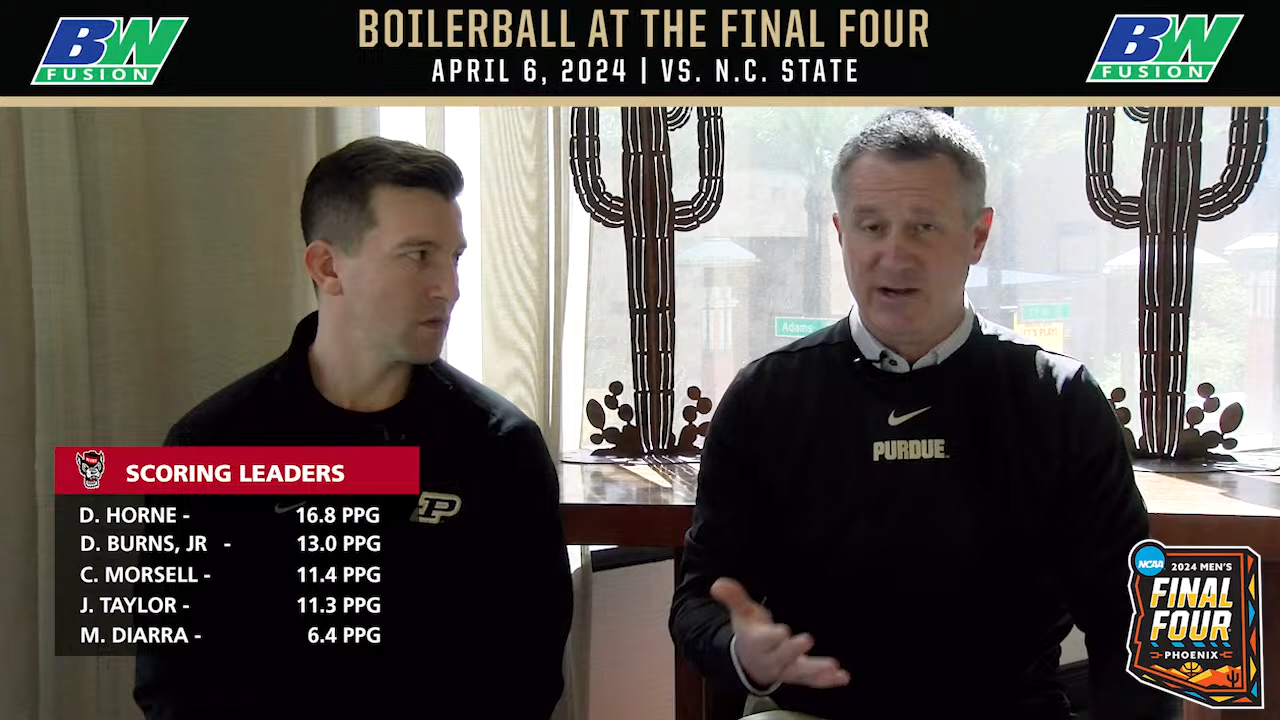 BW
FUSION
BOILERBALL AT THE FINAL FOUR
APRIL 6, 2024 | VS. N.C. STATE
BW
FUSION
Adams
PURDUE
P
SCORING LEADERS
D. HORNE - 16.8 PPG
D. BURNS, JR - 13.0 PPG
C. MORSELL - 11.4 PPG
J. TAYLOR - 11.3 PPG
M. DIARRA - 6.4 PPG
NCAA
2024 MEN'S
FINAL
FOUR
PHOENIX